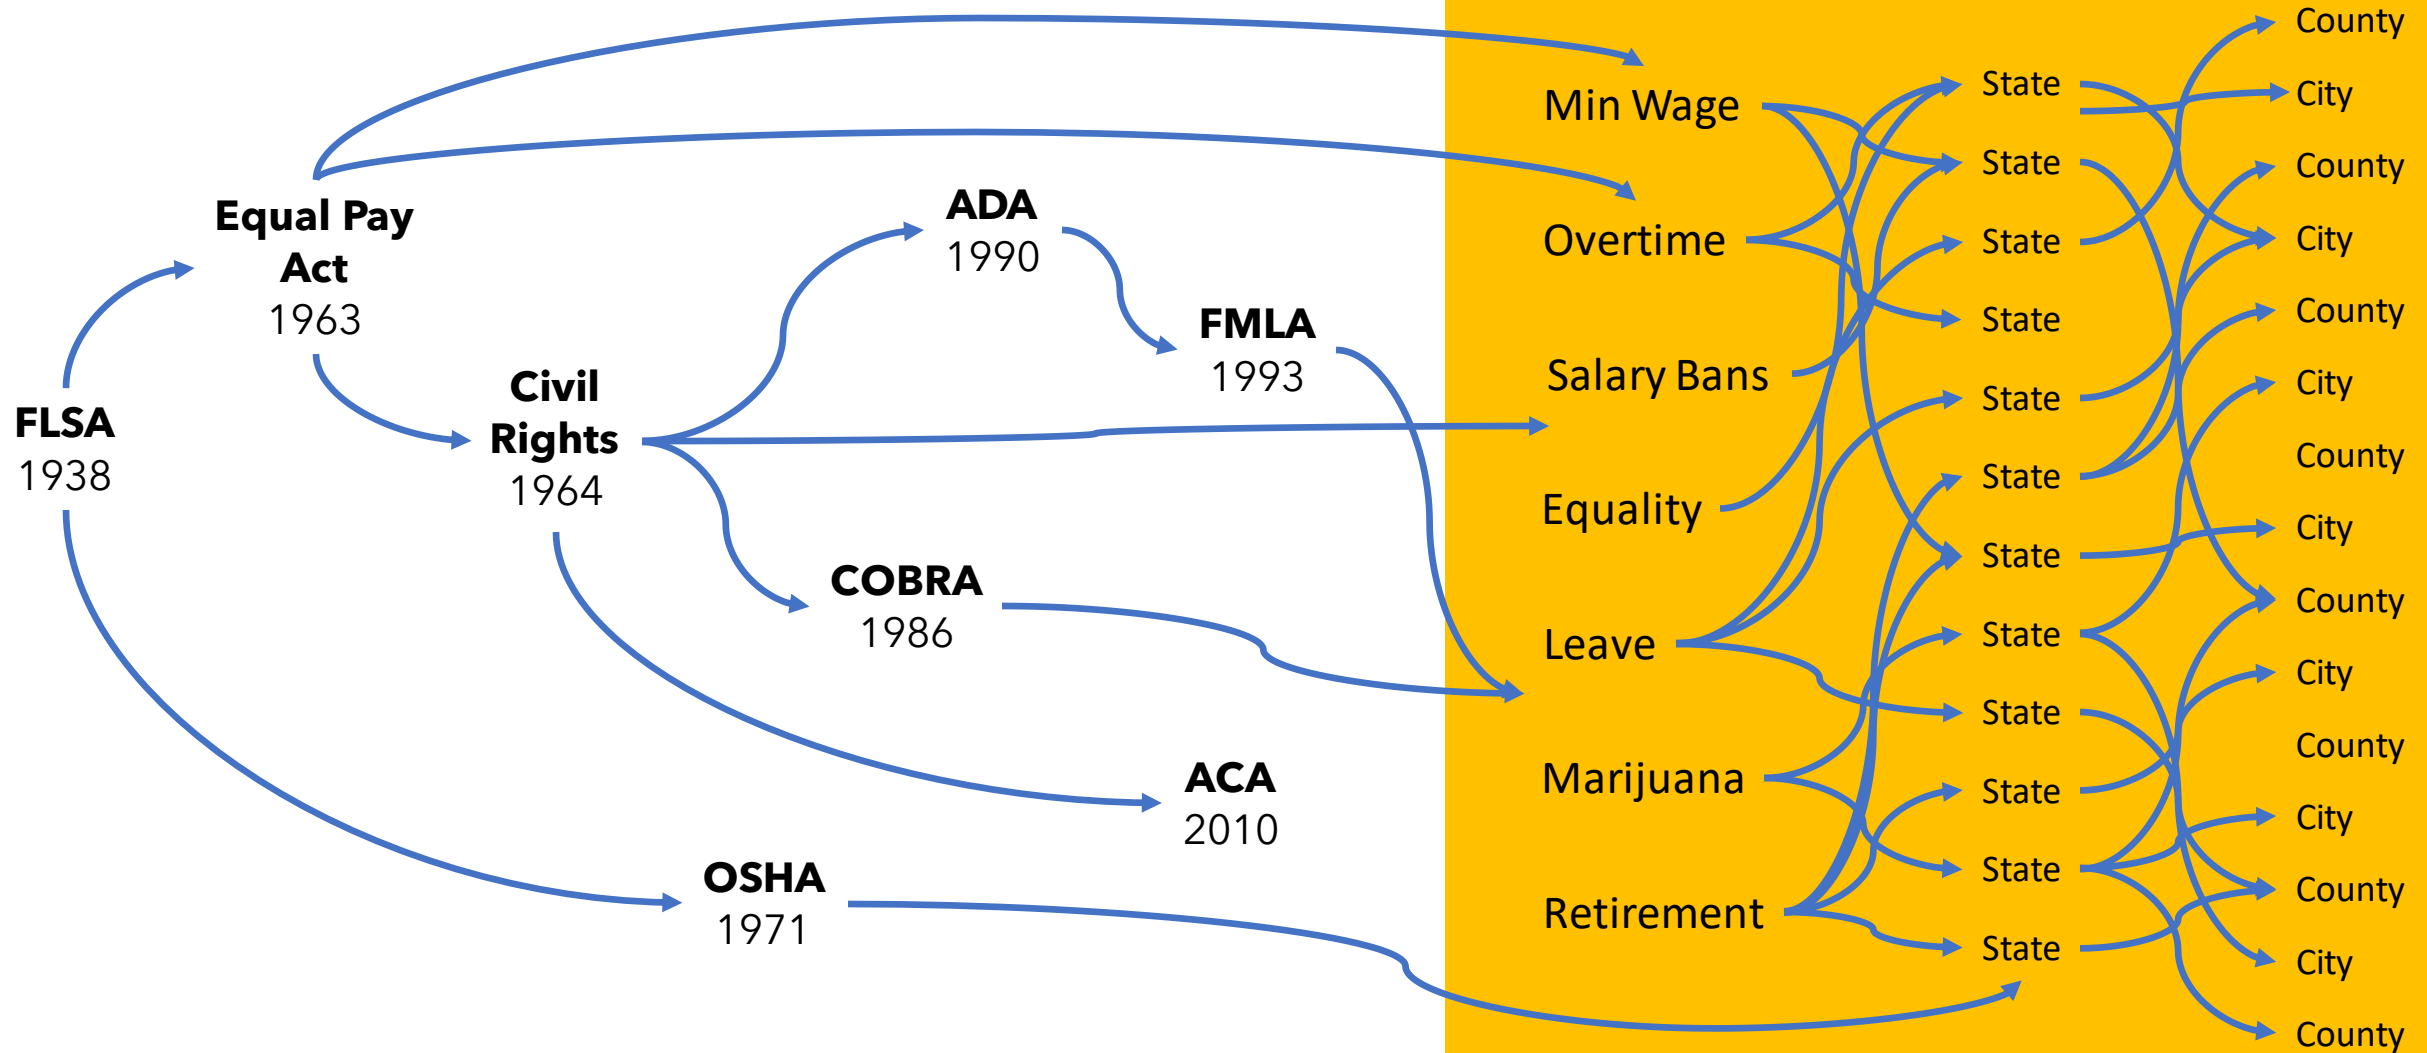 FLSA
1938
Equal Pay
Act
1963
Civil
Rights
1964
ADA
1990
FMLA
1993
COBRA
1986
ACA
2010
OSHA
1971
Min Wage
Overtime
Salary Bans
Equality
Leave
Marijuana
Retirement
State
State
State
State
State
State
State
State
State
State
State
State
County
City
County
City
County
City
County
City
County
City
County
City
County
City
County